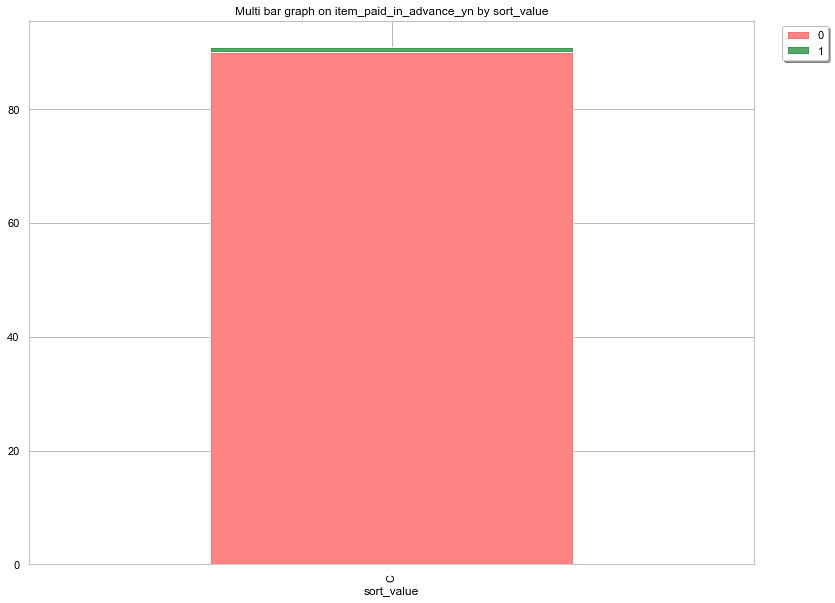 Multi bar graph on item_paid_in_advance_yn by sort_value
0
1
80
60
40
20
0
C
sort_value